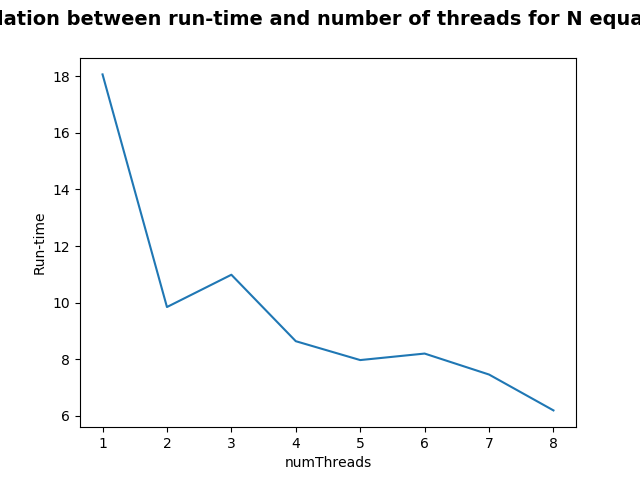 lation between run-time and number of threads for N equa
18
16
14
12
10
8
6
Run-time
1 2 3 4 5 6 7 8
numThreads